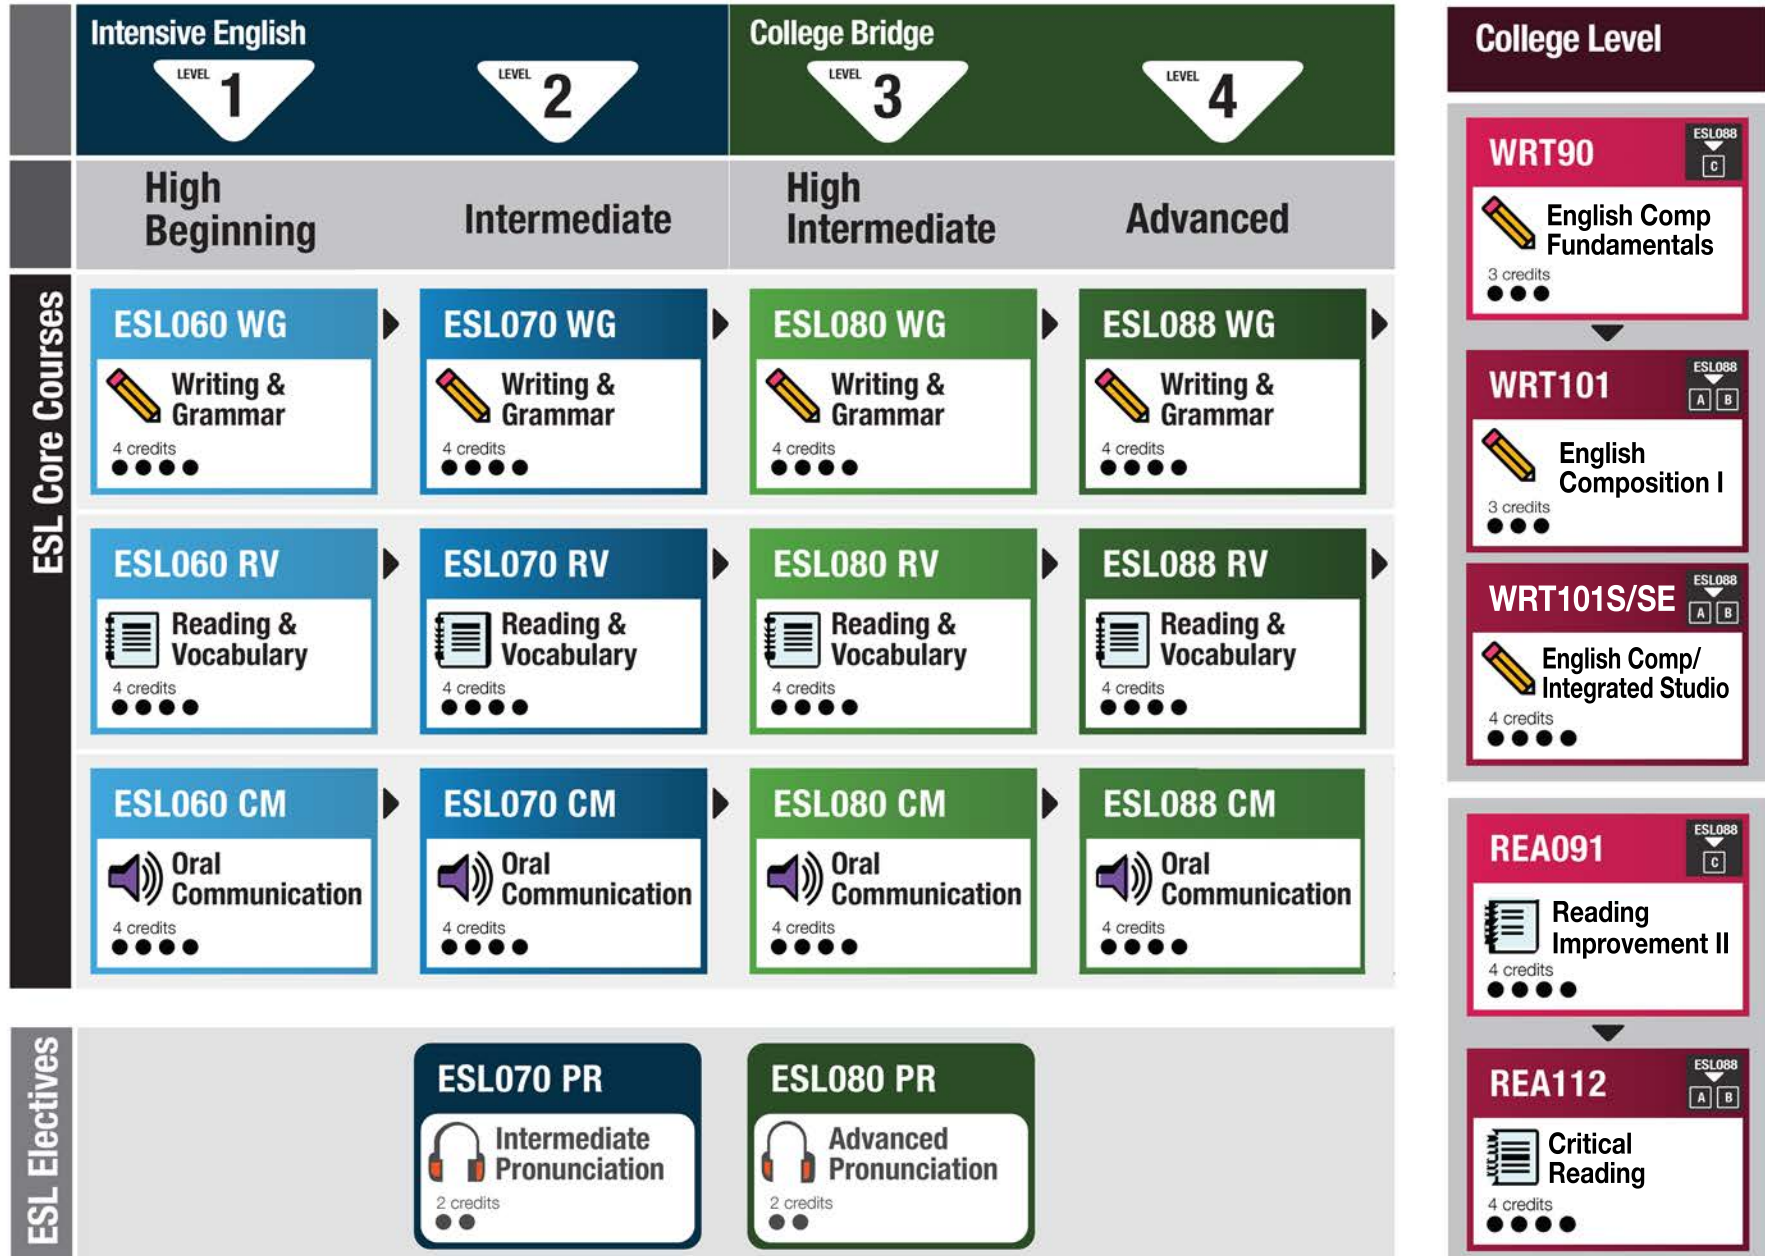 Intensive English
College Bridge
LEVEL 1
LEVEL 2
LEVEL 3
LEVEL 4
High
Beginning
Intermediate
High
Intermediate
Advanced
ESL Core Courses
ESL060 WG
Writing &
Grammar
4 credits
ESL070 WG
Writing &
Grammar
4 credits
ESL080 WG
Writing &
Grammar
4 credits
ESL088 WG
Writing &
Grammar
4 credits
ESL060 RV
Reading &
Vocabulary
4 credits
ESL070 RV
Reading &
Vocabulary
4 credits
ESL080 RV
Reading &
Vocabulary
4 credits
ESL088 RV
Reading &
Vocabulary
4 credits
ESL060 CM
Oral
Communication
4 credits
ESL070 CM
Oral
Communication
4 credits
ESL080 CM
Oral
Communication
4 credits
ESL088 CM
Oral
Communication
4 credits
ESL Electives
ESL070 PR
Intermediate
Pronunciation
2 credits
ESL080 PR
Advanced
Pronunciation
2 credits
College Level
WRT90
ESL088
C
English Comp
Fundamentals
3 credits
WRT101
ESL088
A B
English
Composition I
3 credits
WRT101S/SE
ESL088
A B
English Comp/
Integrated Studio
4 credits
REA091
ESL088
C
Reading
Improvement II
4 credits
REA112
ESL088
A B
Critical
Reading
4 credits